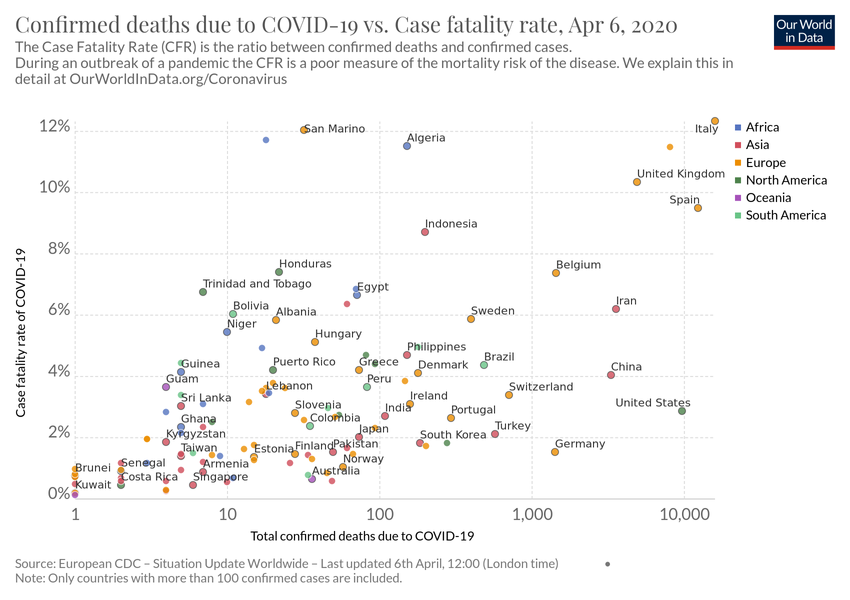 Confirmed deaths due to COVID-19 vs. Case fatality rate, Apr 6, 2020
Our World
in Data
The Case Fatality Rate (CFR) is the ratio between confirmed deaths and confirmed cases.
During an outbreak of a pandemic the CFR is a poor measure of the mortality risk of the disease. We explain this in
detail at OurWorldInData.org/Coronavirus
12%
10%
8%
6%
4%
2%
0%
Case fatality rate of COVID-19
San Marino
Italy
Algeria
United Kingdom
Spain
Indonesia
Honduras
Belgium
Trinidad and Tobago
Egypt
Iran
Bolivia
Albania
Sweden
Niger
Hungary
Philippines
Guinea
Puerto Rico
Greece
Denmark
Brazil
China
Guam
Lebanon
Peru
Switzerland
Sri Lanka
Ireland
United States
Slovenia
India
Portugal
Ghana
Colombia
Japan
Turkey
Kyrgyzstan
South Korea
Taiwan
Estonia
Finland
Pakistan
Germany
Brunei
Senegal
Armenia
Norway
Kuwait
Costa Rica
Singapore
Australia
1
10
100
1,000
10,000
Total confirmed deaths due to COVID-19
Africa
Asia
Europe
North America
Oceania
South America
Source: European CDC – Situation Update Worldwide – Last updated 6th April, 12:00 (London time)
Note: Only countries with more than 100 confirmed cases are included.